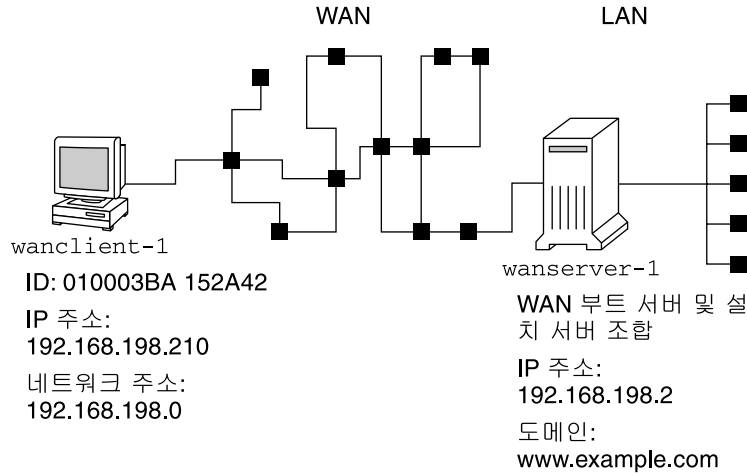 WAN
LAN
wanclient-1
ID: 010003BA 152A42
IP 주소:
192.168.198.210
네트워크 주소:
192.168.198.0
wanserver-1
WAN 부트 서버 및 설
치 서버 조합
IP 주소:
192.168.198.2
도메인:
www.example.com